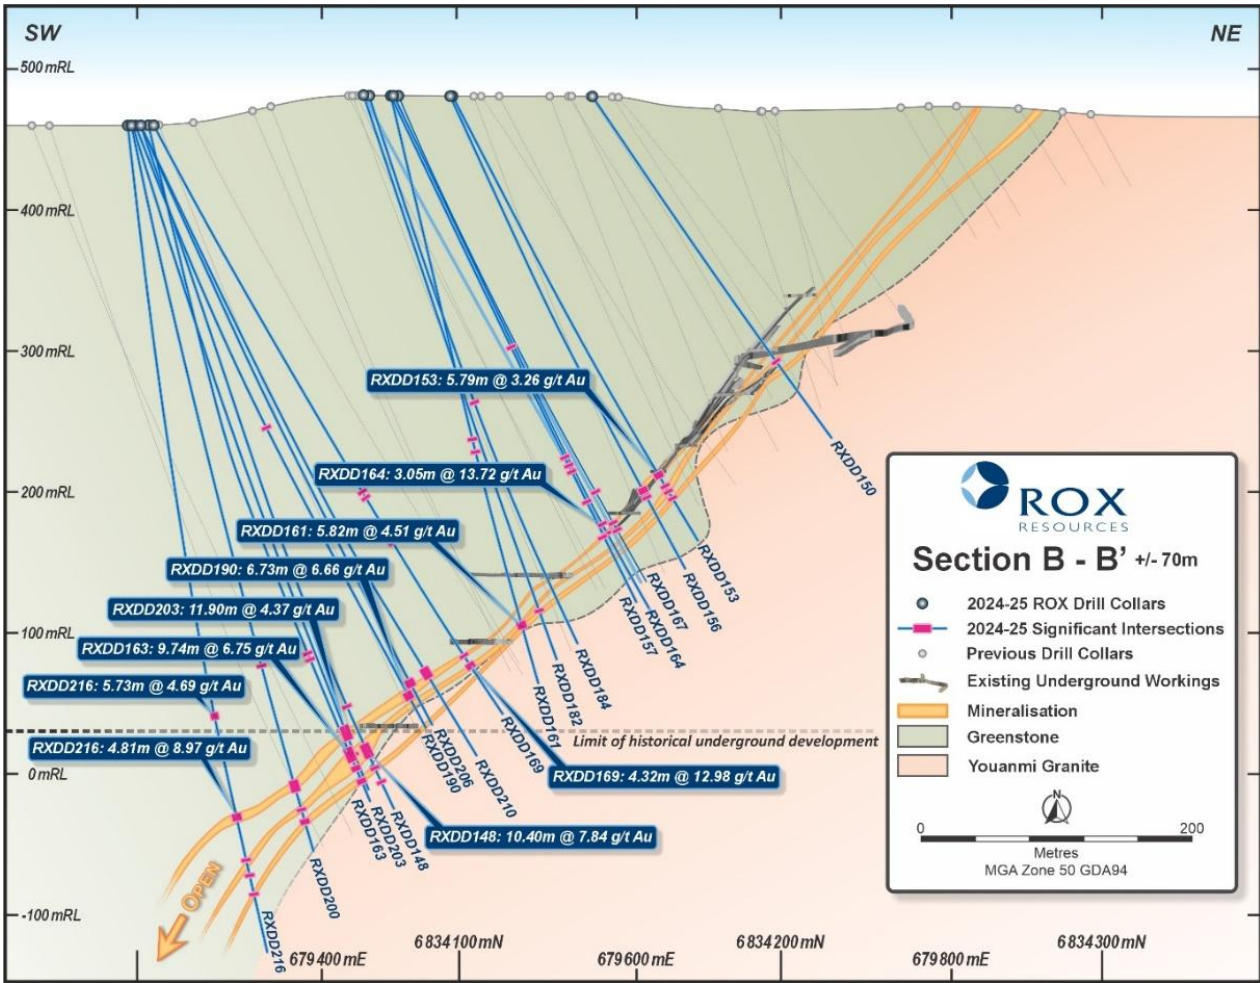 SW
NE
500 mRL
400 mRL
300 mRL
200 mRL
100 mRL
0 mRL
-100 mRL
RXDD153: 5.79m @ 3.26 g/t Au
RXDD164: 3.05m @ 13.72 g/t Au
RXDD161: 5.82m @ 4.51 g/t Au
RXDD190: 6.73m @ 6.66 g/t Au
RXDD203: 11.90m @ 4.37 g/t Au
RXDD163: 9.74m @ 6.75 g/t Au
RXDD216: 5.73m @ 4.69 g/t Au
RXDD216: 4.81m @ 8.97 g/t Au
RXDD169: 4.32m @ 12.98 g/t Au
RXDD148: 10.40m @ 7.84 g/t Au
Limit of historical underground development
RXDD150
RXDD153
RXDD156
RXDD167
RXDD164
RXDD157
RXDD184
RXDD182
RXDD161
RXDD169
RXDD210
RXDD206
RXDD190
RXDD148
RXDD203
RXDD163
RXDD200
RXDD216
OPEN
679400 mE
6 834100 mN
679600 mE
6 834200 mN
679800 mE
6 834300 mN
ROX
RESOURCES
Section B - B' +/- 70m
2024-25 ROX Drill Collars
2024-25 Significant Intersections
Previous Drill Collars
Existing Underground Workings
Mineralisation
Greenstone
Youanmi Granite
N
0 200
Metres
MGA Zone 50 GDA94